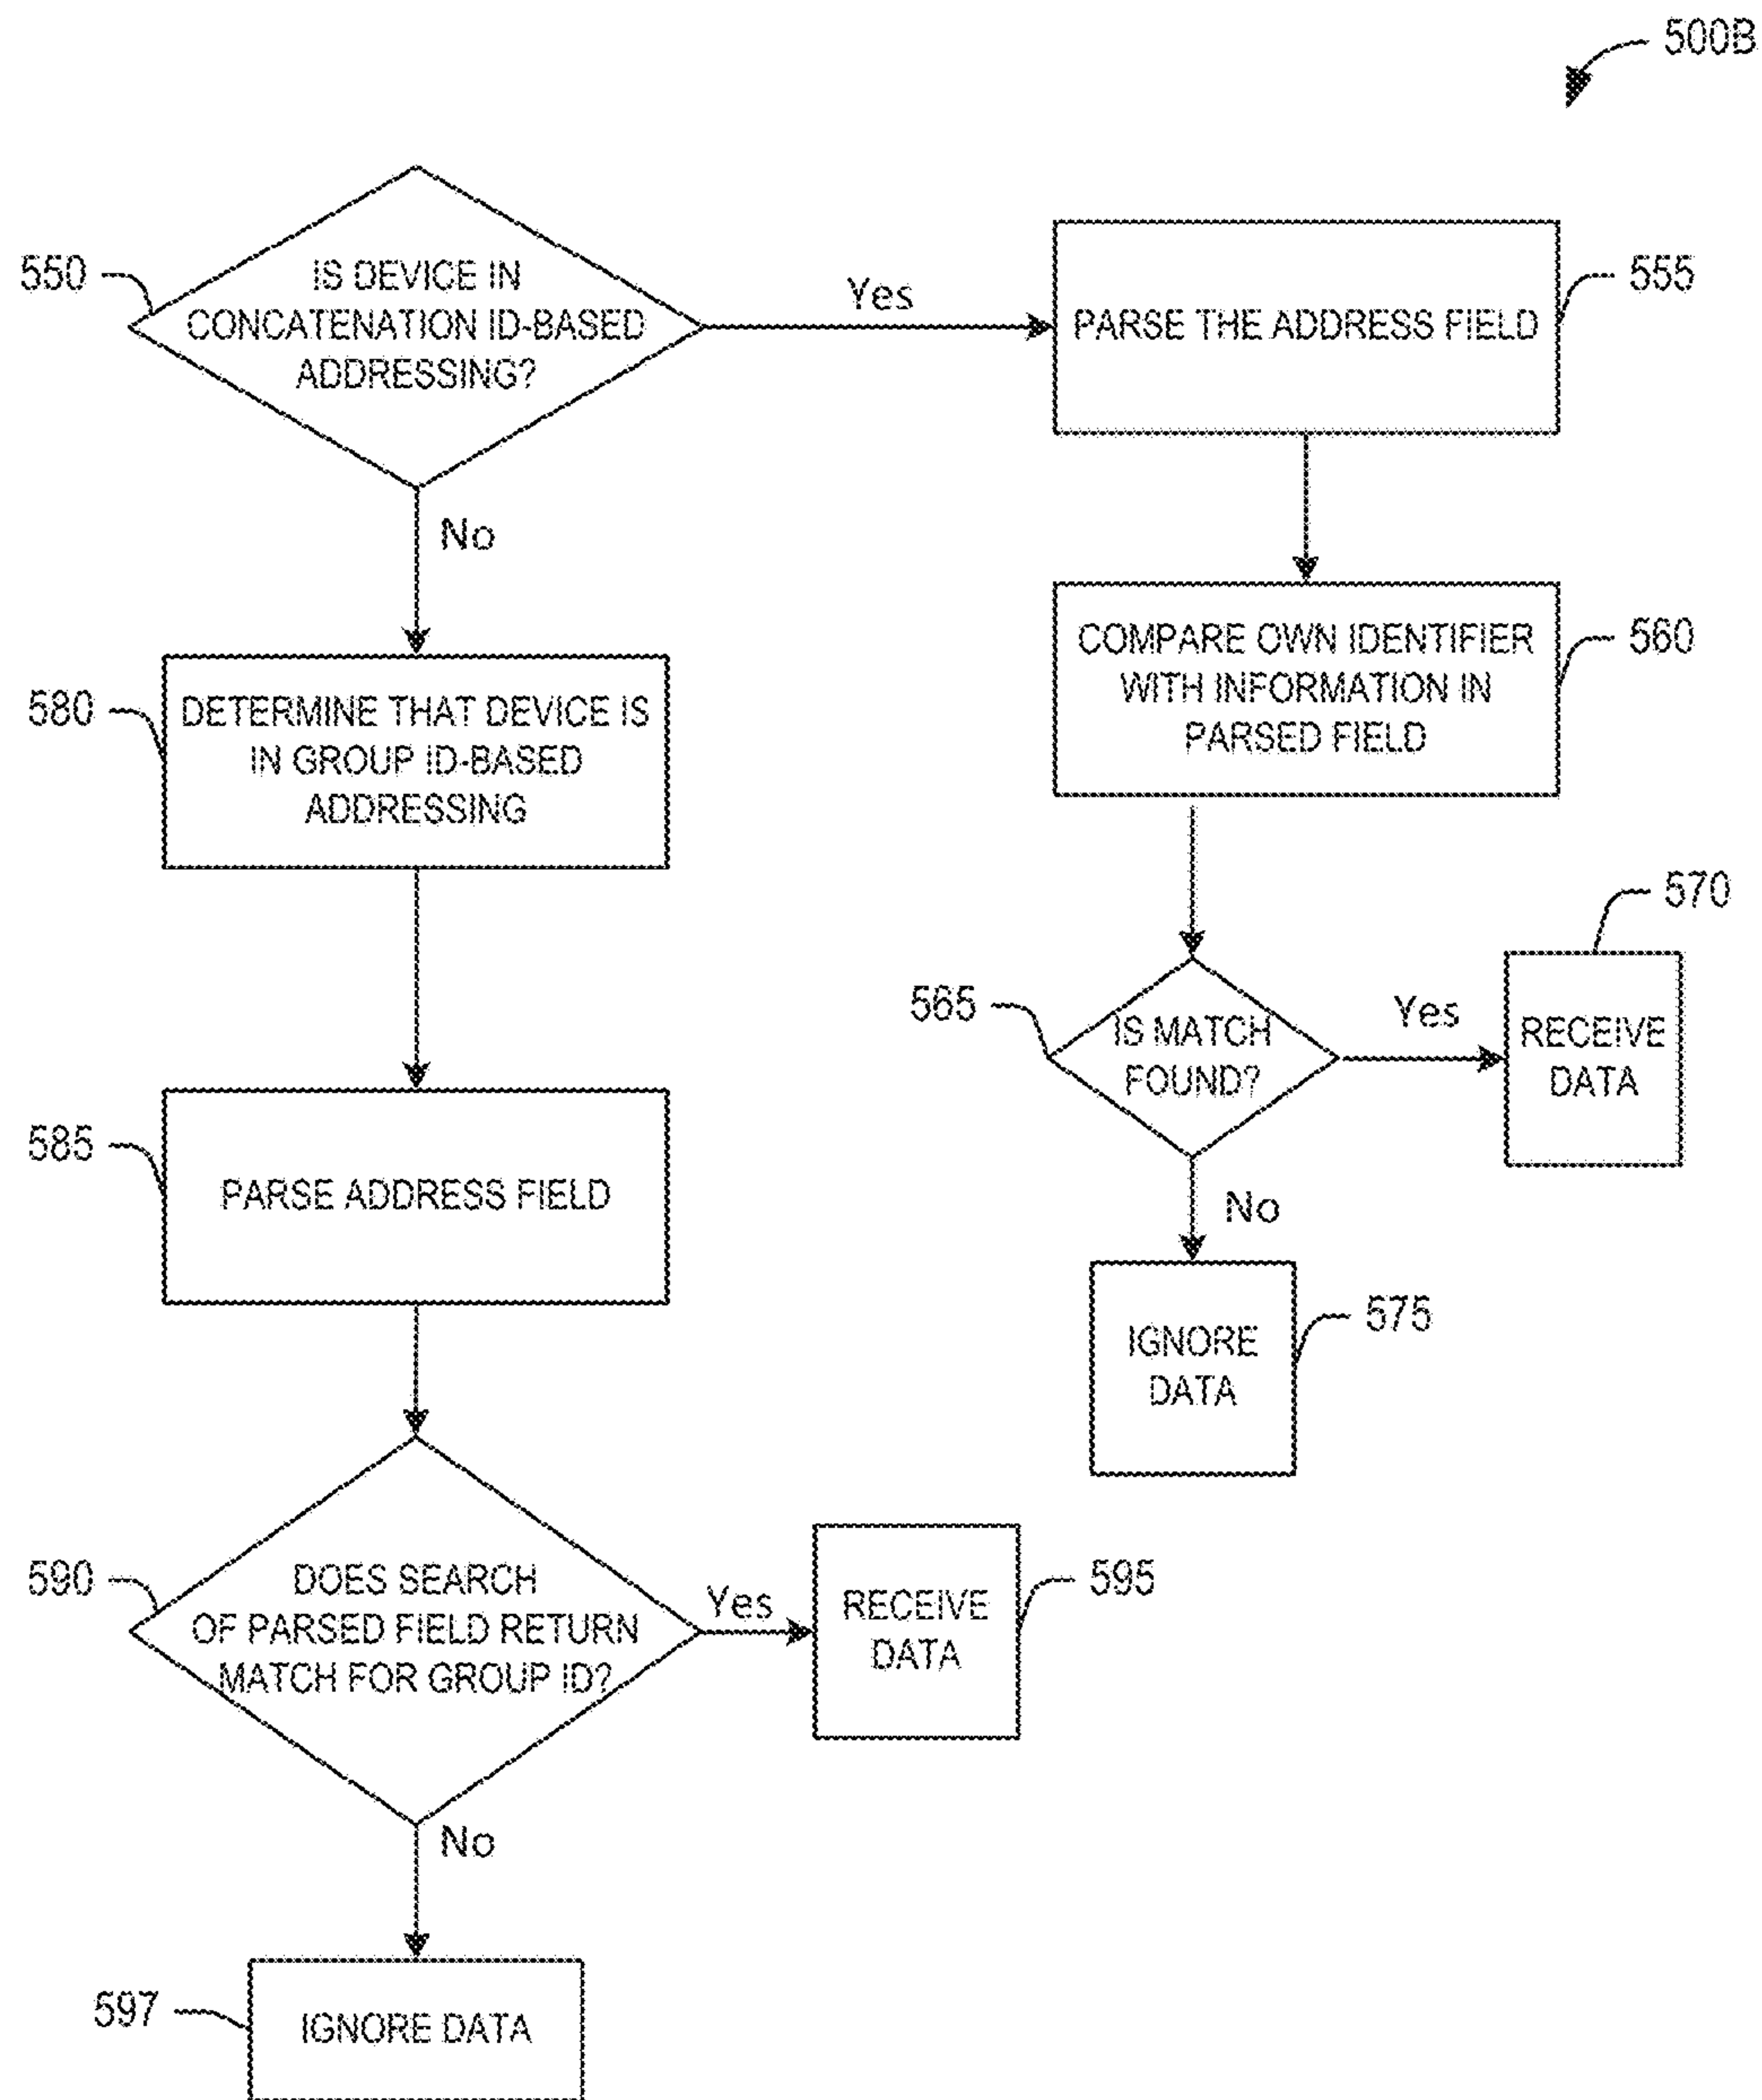 500B
550
IS DEVICE IN
CONCATENATION ID-BASED
ADDRESSING?
Yes
PARSE THE ADDRESS FIELD
555
No
COMPARE OWN IDENTIFIER
WITH INFORMATION IN
PARSED FIELD
560
580
DETERMINE THAT DEVICE IS
IN GROUP ID-BASED
ADDRESSING
565
IS MATCH
FOUND?
Yes
570
RECEIVE
DATA
No
585
PARSE ADDRESS FIELD
IGNORE
DATA
575
590
DOES SEARCH
OF PARSED FIELD RETURN
MATCH FOR GROUP ID?
Yes
RECEIVE
DATA
595
No
597
IGNORE DATA